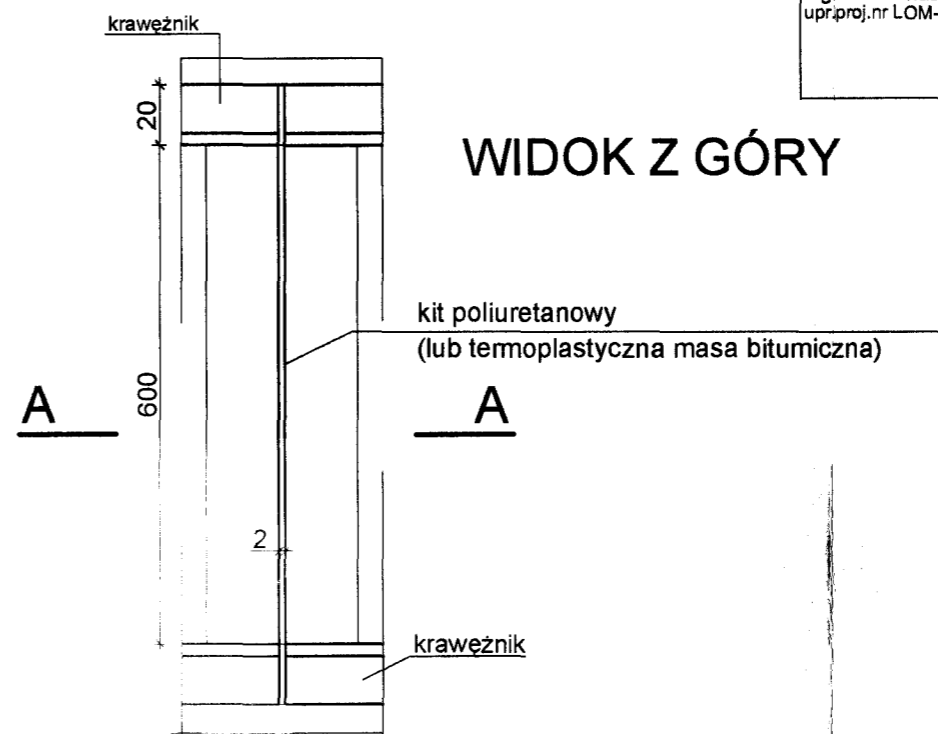 krawężnik
upr.proj.nr LOM-
20
WIDOK Z GÓRY
kit poliuretanowy
(lub termoplastyczna masa bitumiczna)
600
A A
2
krawężnik